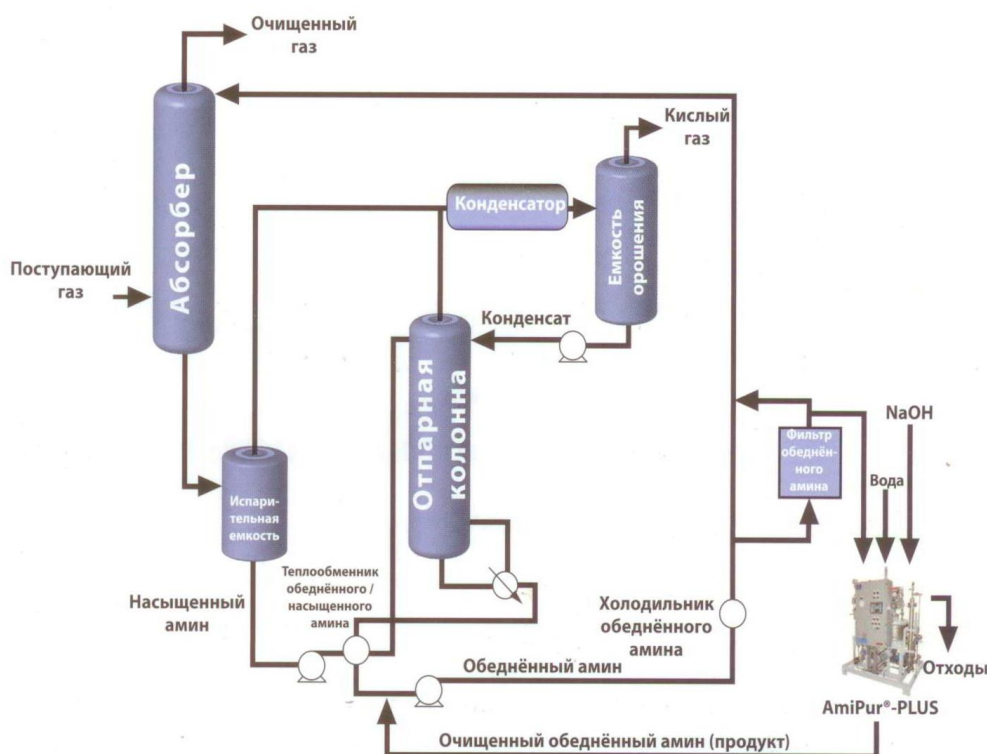 Очищенный
газ
Кислый
газ
Абсорбер
Конденсатор
Емкость
орошения
Поступающий
газ
Конденсат
Отпарная
колонна
NaOH
Фильтр
обеднён-
ного
амина
Вода
Испари-
тельная
емкость
Теплообменник
обеднённого /
насыщенного
амина
Насыщенный
амин
Холодильник
обеднённого
амина
Обеднённый амин
Отходы
AmiPur®-PLUS
Очищенный обеднённый амин (продукт)